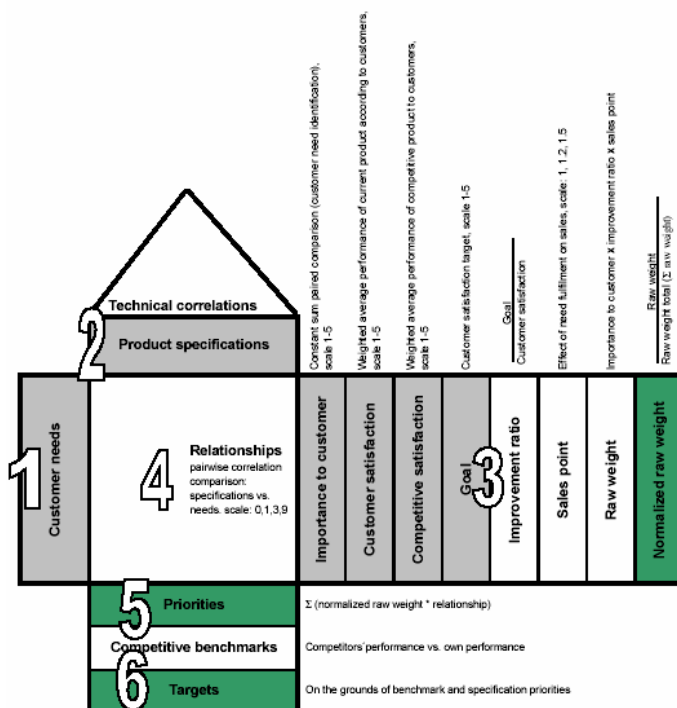 Constant sum paired comparison (customer need identification),
scale 1-5
Weighted average performance of current product according to customers,
scale 1-5
Weighted average performance of competitive product to customers,
scale 1-5
Customer satisfaction target, scale 1-5
Goal
Customer satisfaction
Effect of need fulfilment on sales, scale: 1, 1.2, 1.5
Importance to customer x improvement ratio x sales point
Raw weight
Raw weight total (Σ raw weight)
Technical correlations
2
Product specifications
1
Customer needs
4
Relationships
pairwise correlation
comparison:
specifications vs.
needs. scale: 0,1,3,9
Importance to customer
Customer satisfaction
Competitive satisfaction
Goal
3
Improvement ratio
Sales point
Raw weight
Normalized raw weight
5
Priorities
Σ (normalized raw weight * relationship)
Competitive benchmarks
Competitors' performance vs. own performance
6
Targets
On the grounds of benchmark and specification priorities